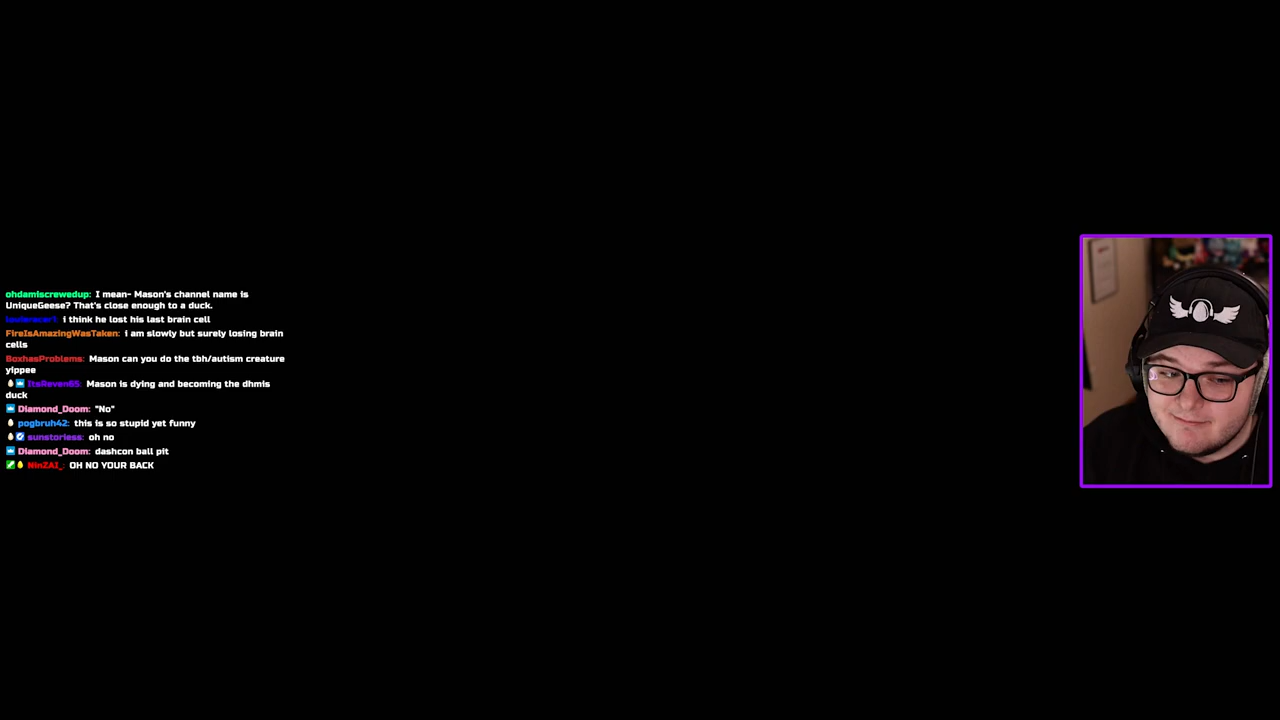 ohdamiscrewedup: I mean- Mason's channel name is
UniqueGeese? That's close enough to a duck.
i think he lost his last brain cell
FireIsAmazingWasTaken: i am slowly but surely losing brain
cells
BoxhasProblems: Mason can you do the tbh/autism creature
yippee
ItsReven65: Mason is dying and becoming the dhmis
duck
Diamond_Doom: "No"
pogbruh42: this is so stupid yet funny
sunstorless: oh no
Diamond_Doom: dashcon ball pit
NinZAI_: OH NO YOUR BACK